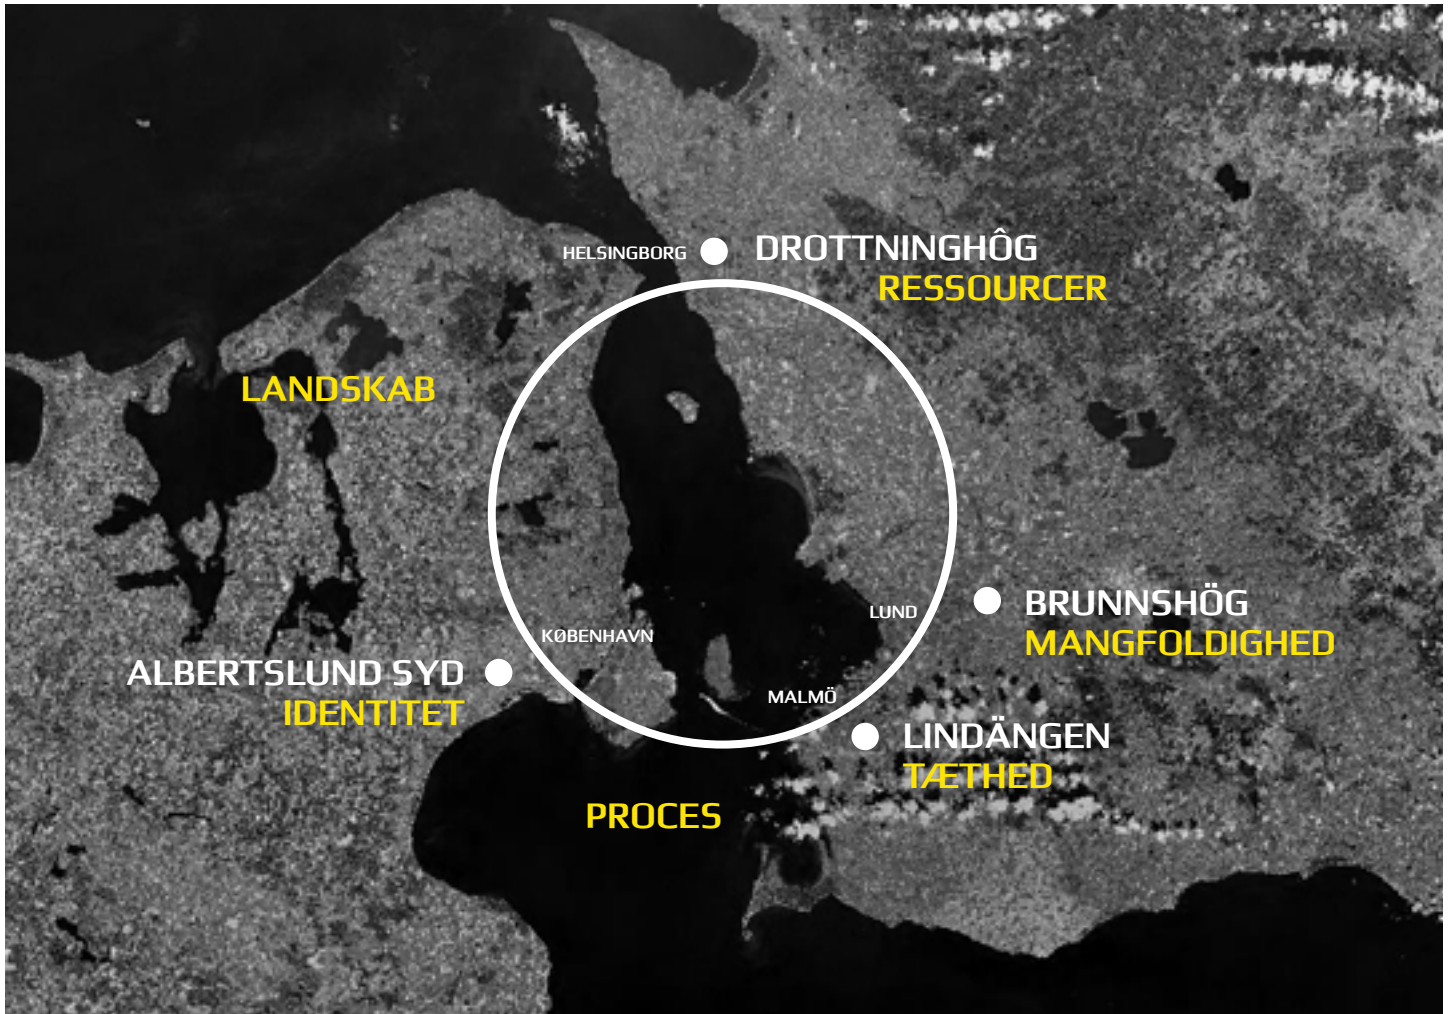 HELSINGBORG
DROTTNINGHÔG
RESSOURCER
LANDSKAB
BRUNNSHÖG
MANGFOLDIGHED
LUND
KØBENHAVN
ALBERTSLUND SYD
IDENTITET
MALMÖ
LINDÄNGEN
TÆTHED
PROCES